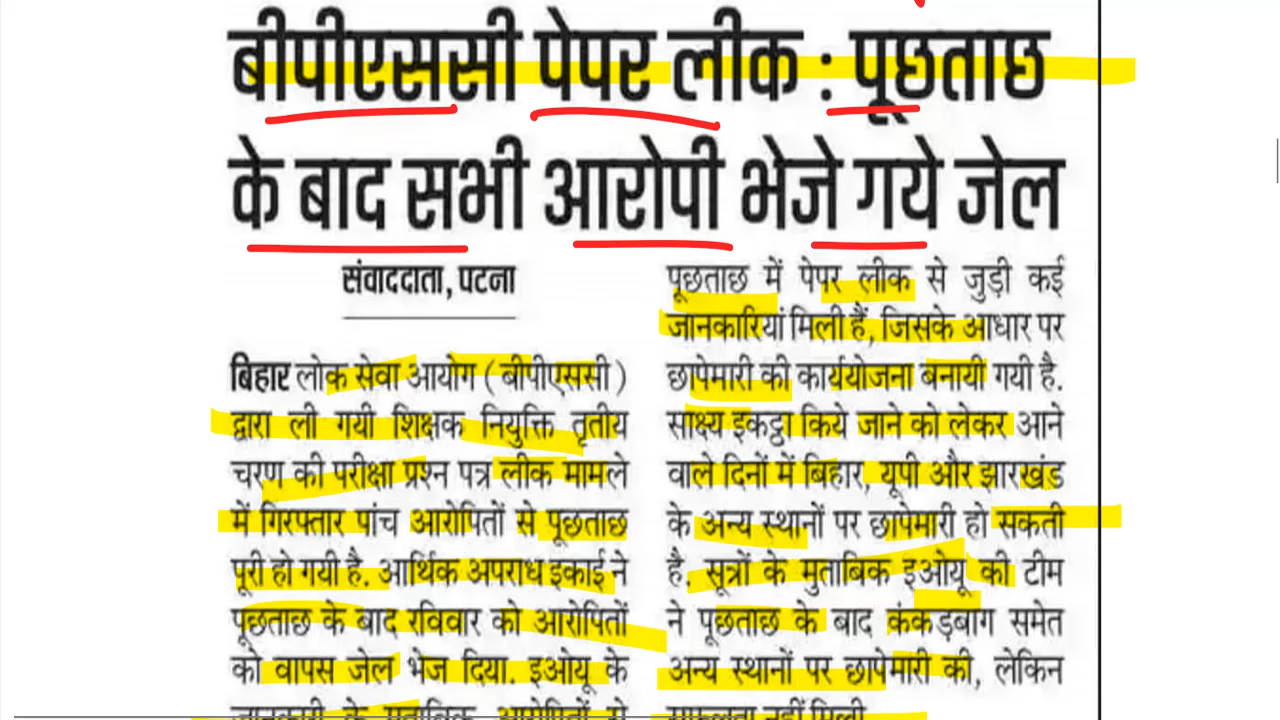 बीपीएससी पेपर लीक : पूछताछ
के बाद सभी आरोपी भेजे गये जेल
संवाददाता, पटना
बिहार लोक सेवा आयोग ( बीपीएससी )
द्वारा ली गयी शिक्षक नियुक्ति तृतीय
चरण की परीक्षा प्रश्न पत्र लीक मामले
में गिरफ्तार पांच आरोपितों से पूछताछ
पूरी हो गयी है. आर्थिक अपराध इकाई ने
पूछताछ के बाद रविवार को आरोपितों
को वापस जेल भेज दिया. इओयू के
पूछताछ में पेपर लीक से जुड़ी कई
जानकारियां मिली हैं, जिसके आधार पर
छापेमारी की कार्ययोजना बनायी गयी है.
साक्ष्य इकट्ठा किये जाने को लेकर आने
वाले दिनों में बिहार, यूपी और झारखंड
के अन्य स्थानों पर छापेमारी हो सकती
है. सूत्रों के मुताबिक इओयू की टीम
ने पूछताछ के बाद कंकड़बाग समेत
अन्य स्थानों पर छापेमारी की, लेकिन